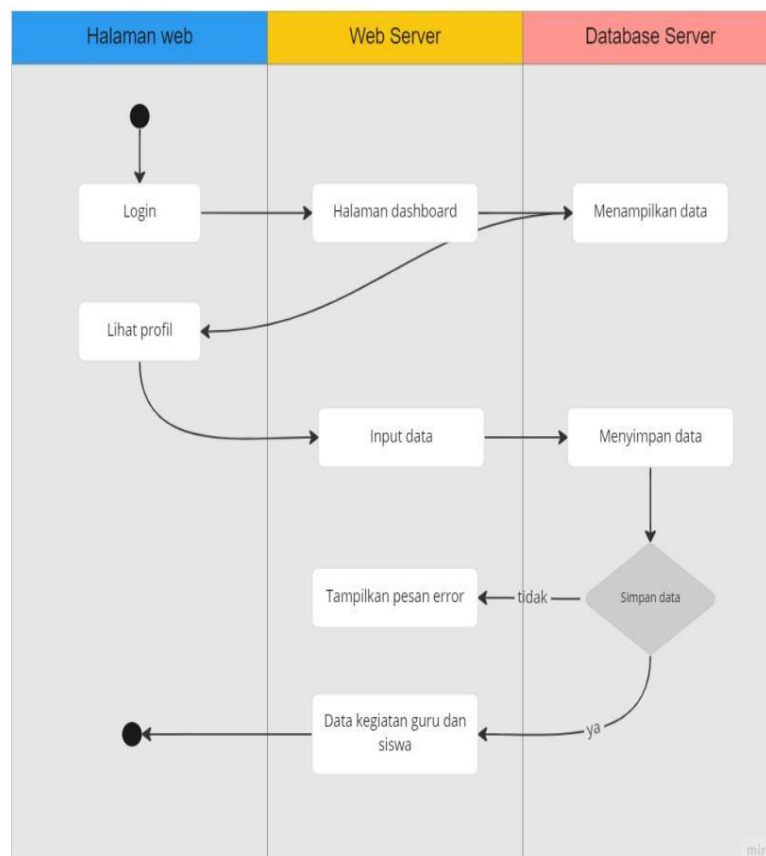 Halaman web
Web Server
Database Server
Login
Halaman dashboard
Menampilkan data
Lihat profil
Input data
Menyimpan data
Tampilkan pesan error
tidak
Simpan data
Data kegiatan guru dan
siswa
ya